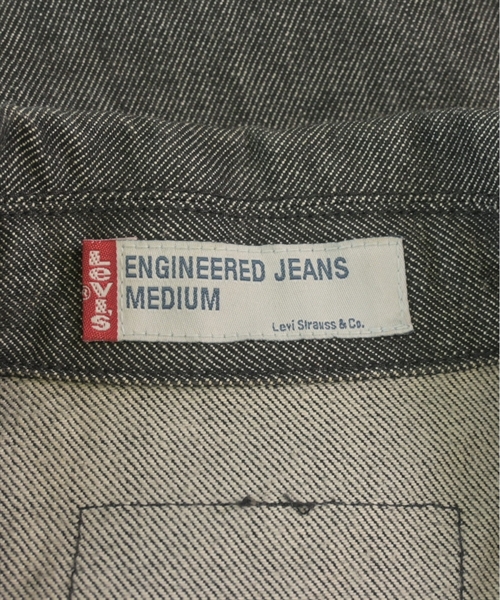 LEVI'S
®
ENGINEERED JEANS
MEDIUM
Levi Strauss & Co.